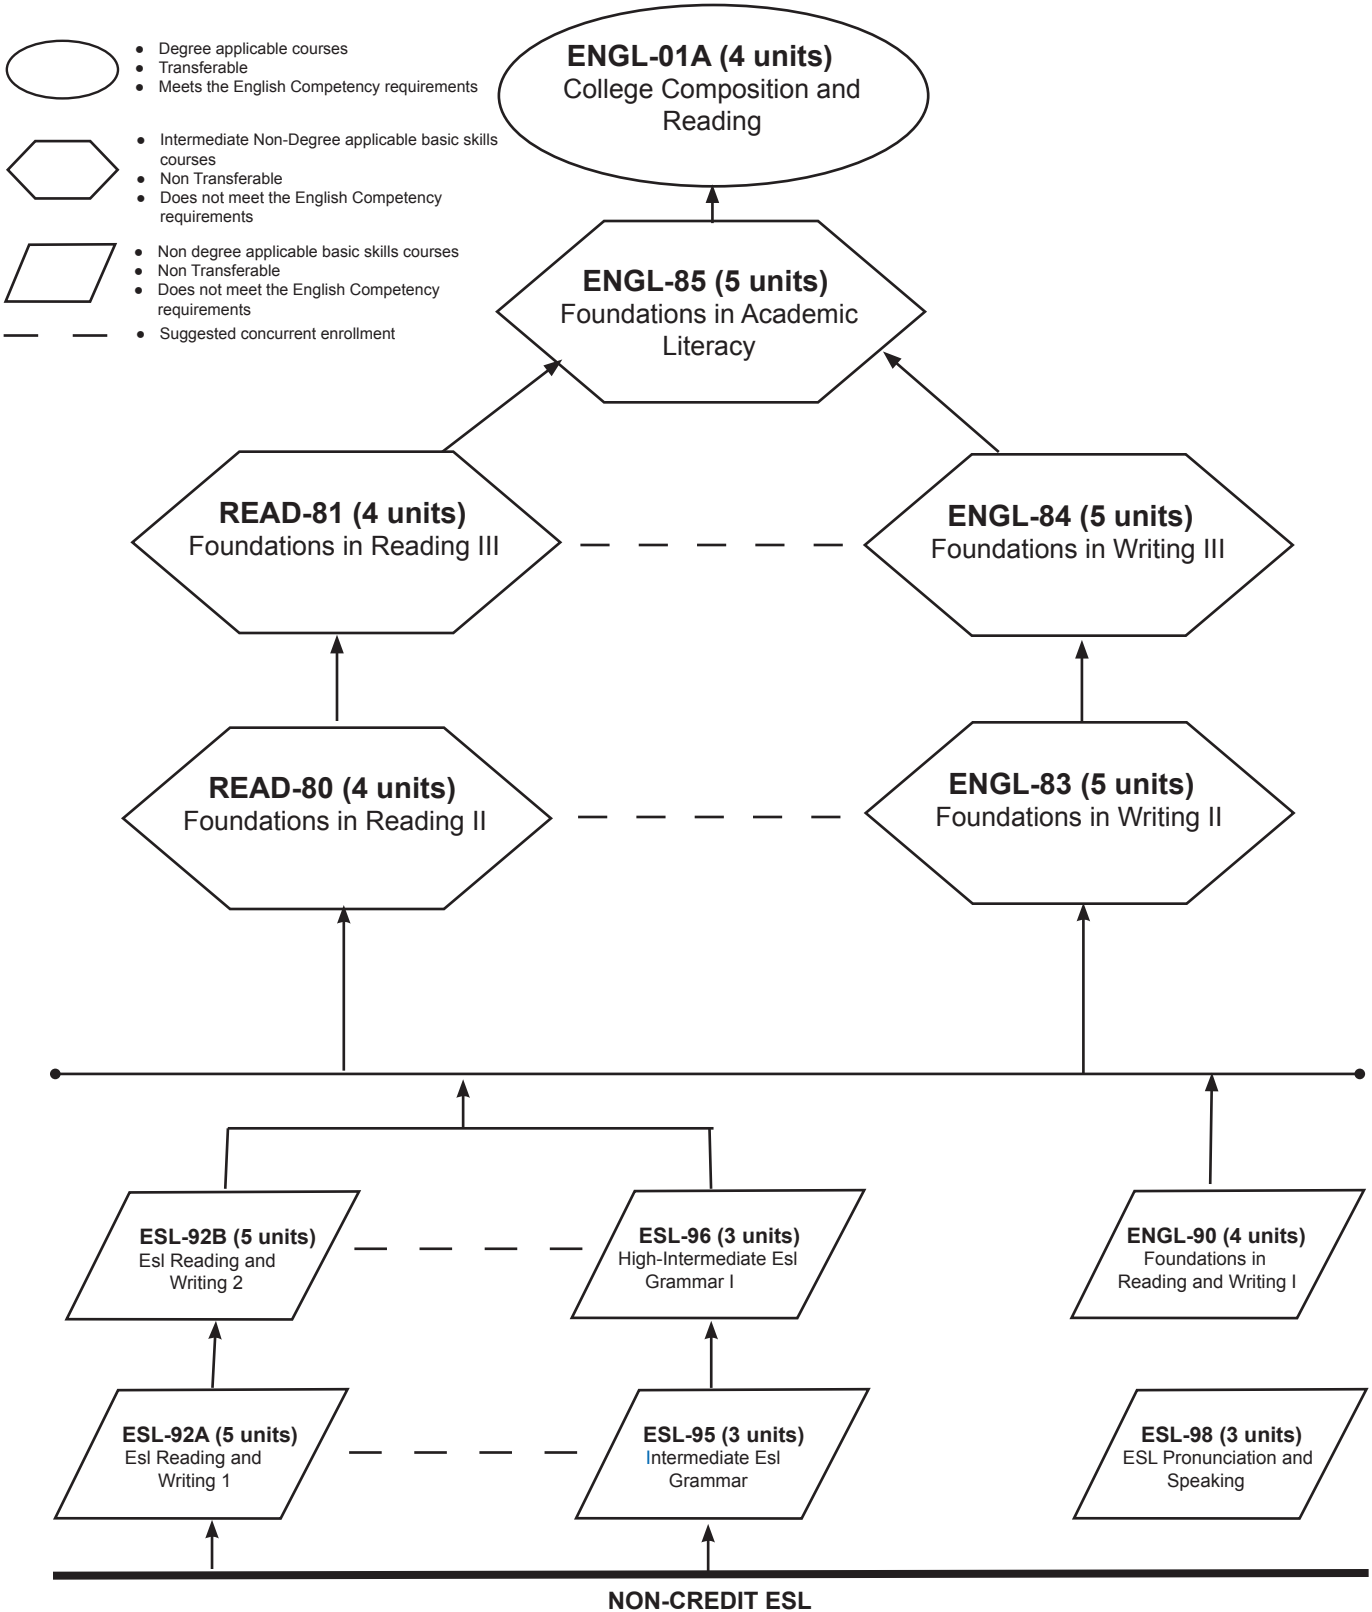 ● Degree applicable courses
● Transferable
● Meets the English Competency requirements
● Intermediate Non-Degree applicable basic skills
courses
● Non Transferable
● Does not meet the English Competency
requirements
● Non degree applicable basic skills courses
● Non Transferable
● Does not meet the English Competency
requirements
● Suggested concurrent enrollment
ENGL-01A (4 units)
College Composition and
Reading
ENGL-85 (5 units)
Foundations in Academic
Literacy
READ-81 (4 units)
Foundations in Reading III
ENGL-84 (5 units)
Foundations in Writing III
READ-80 (4 units)
Foundations in Reading II
ENGL-83 (5 units)
Foundations in Writing II
ESL-92B (5 units)
Esl Reading and
Writing 2
ESL-96 (3 units)
High-Intermediate Esl
Grammar I
ENGL-90 (4 units)
Foundations in
Reading and Writing I
ESL-92A (5 units)
Esl Reading and
Writing 1
ESL-95 (3 units)
Intermediate Esl
Grammar
ESL-98 (3 units)
ESL Pronunciation and
Speaking
NON-CREDIT ESL